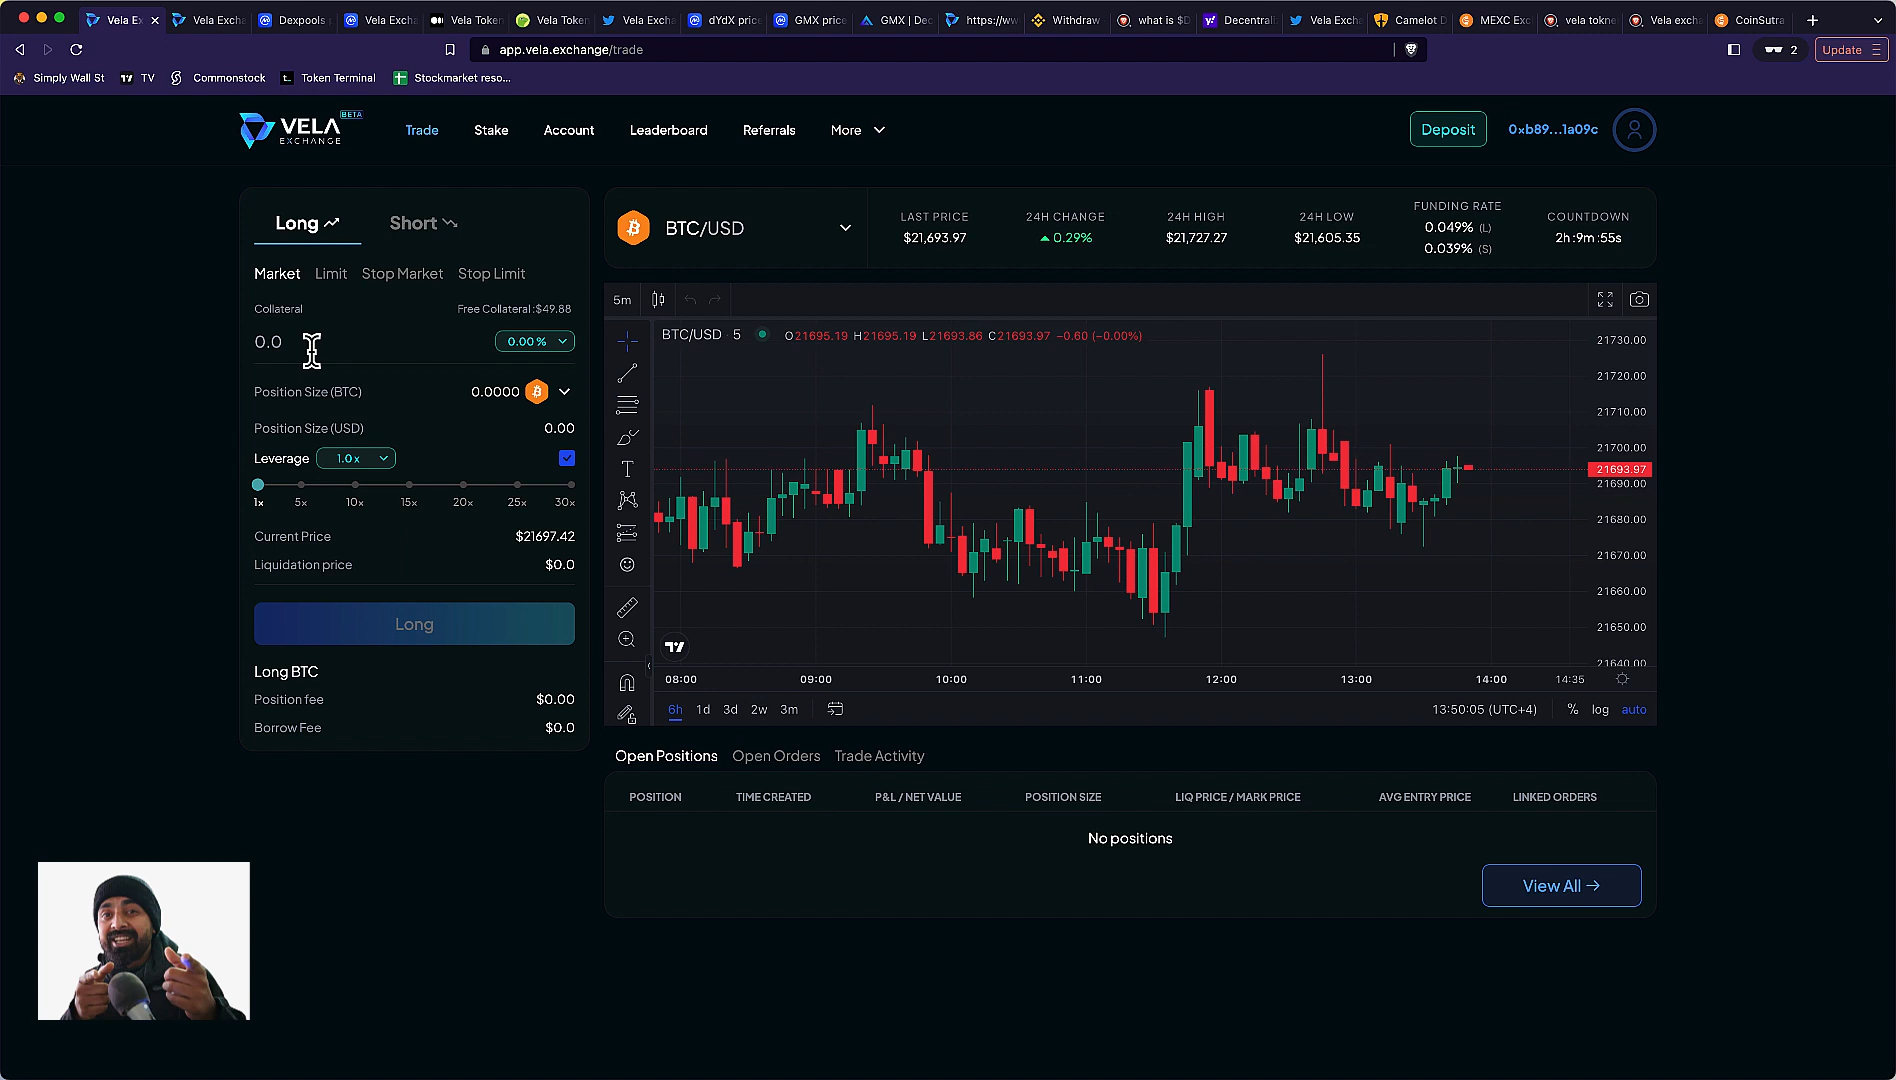 Vela Ex
Vela Excha
Dexpools p
Vela Excha
Vela Token
Vela Token
Vela Excha
dYdX price
GMX price
GMX | Dec
https://ww
Withdraw
what is $D
Decentrali
Vela Exch
Camelot D
MEXC Exc
vela tokne
Vela exch
CoinSutra
app.vela.exchange/trade
2
Update
Simply Wall St
TV
Commonstock
Token Terminal
Stockmarket reso...
VELA BETA
EXCHANGE
Trade
Stake
Account
Leaderboard
Referrals
More
Deposit
0xb89...1a09c
Long
Short
Market
Limit
Stop Market
Stop Limit
Collateral
Free Collateral :$49.88
0.0
0.00 %
Position Size (BTC)
0.0000
Position Size (USD)
0.00
Leverage
1.0 x
1x 5x 10x 15x 20x 25x 30x
Current Price
$21697.42
Liquidation price
$0.0
Long
Long BTC
Position fee
$0.00
Borrow Fee
$0.0
BTC/USD
LAST PRICE
$21,693.97
24H CHANGE
0.29%
24H HIGH
$21,727.27
24H LOW
$21,605.35
FUNDING RATE
0.049% (L)
0.039% (S)
COUNTDOWN
2h :9m :55s
5m
BTC/USD · 5
O21695.19 H21695.19 L21693.86 C21693.97 −0.60 (−0.00%)
21730.00
21720.00
21710.00
21700.00
21693.97
21690.00
21680.00
21670.00
21660.00
21650.00
21640.00
08:00 09:00 10:00 11:00 12:00 13:00 14:00 14:35
6h 1d 3d 2w 3m
13:50:05 (UTC+4)
% log auto
Open Positions
Open Orders
Trade Activity
POSITION
TIME CREATED
P&L / NET VALUE
POSITION SIZE
LIQ PRICE / MARK PRICE
AVG ENTRY PRICE
LINKED ORDERS
No positions
View All →